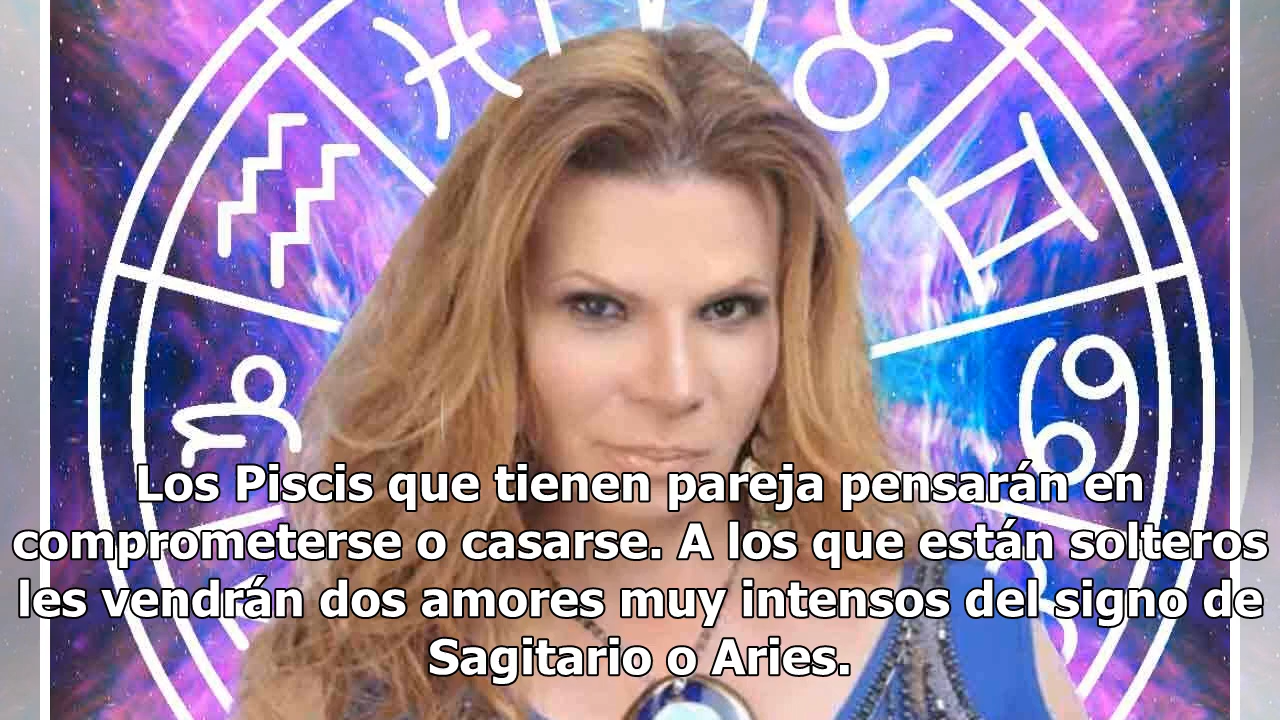 Los Piscis que tienen pareja pensarán en
comprometerse o casarse. A los que están solteros
les vendrán dos amores muy intensos del signo de
Sagitario o Aries.